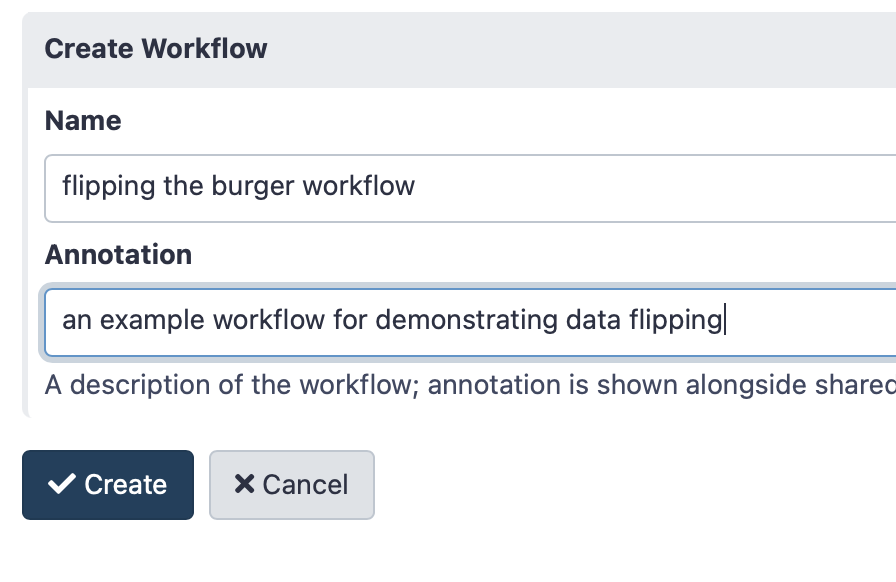 Create Workflow
Name
flipping the burger workflow
Annotation
an example workflow for demonstrating data flipping
A description of the workflow; annotation is shown alongside shared
Create
Cancel